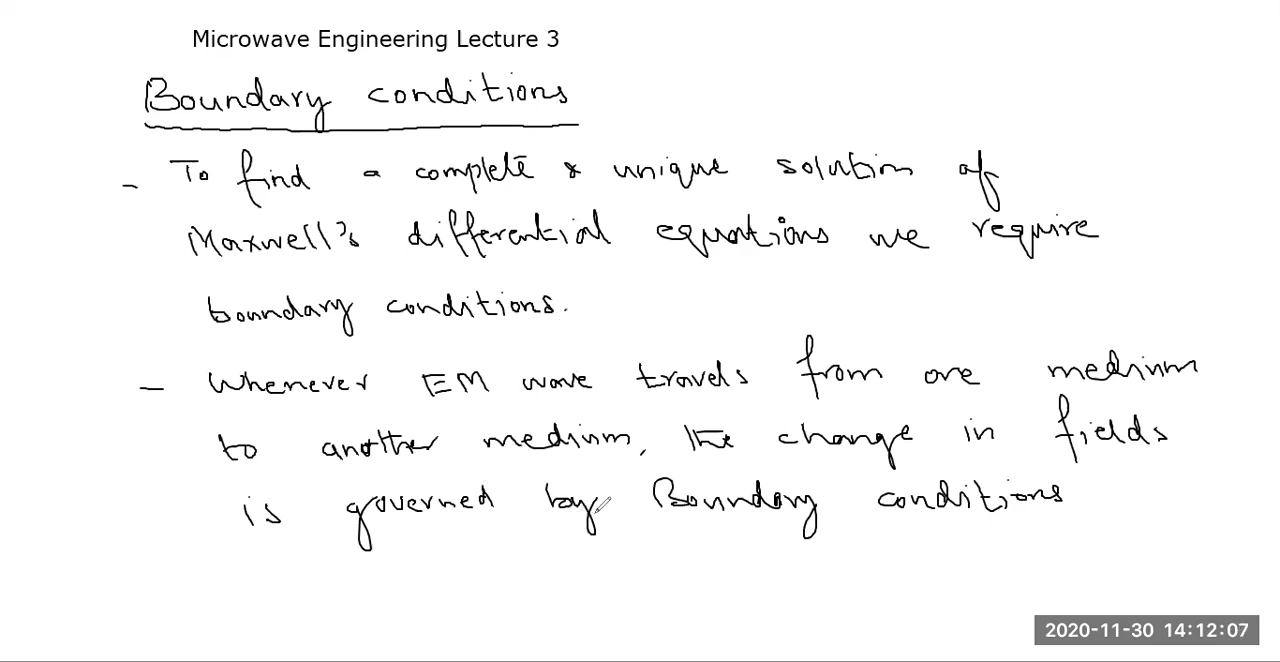 Microwave Engineering Lecture 3
Boundary conditions
- To find a complete & unique solution of
Maxwell's differential equations we require
boundary conditions.
- Whenever EM wave travels from one medium
to another medium, the change in fields
is governed by Boundary conditions
2020-11-30 14:12:07